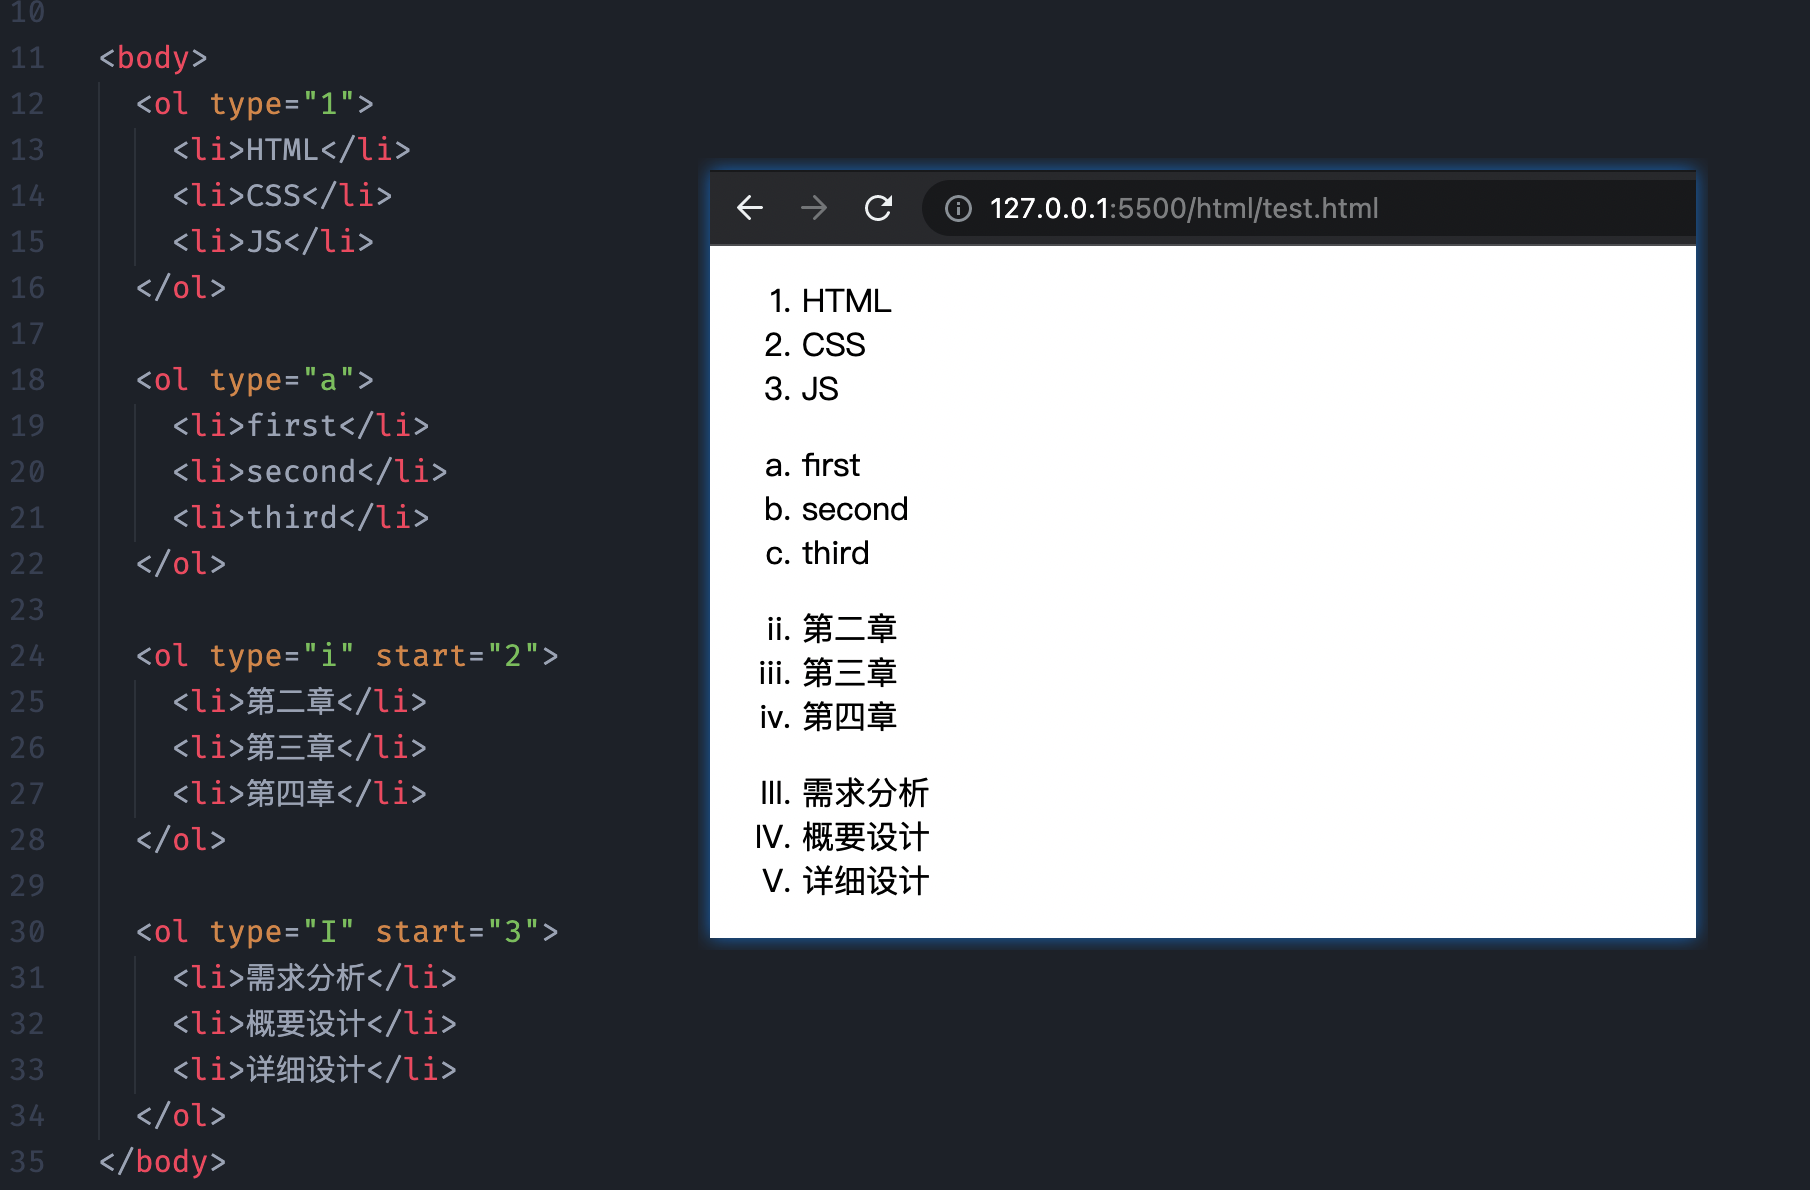 10
11 <body>
12 <ol type="1">
13 <li>HTML</li>
14 <li>CSS</li>
15 <li>JS</li>
16 </ol>
17
18 <ol type="a">
19 <li>first</li>
20 <li>second</li>
21 <li>third</li>
22 </ol>
23
24 <ol type="i" start="2">
25 <li>第二章</li>
26 <li>第三章</li>
27 <li>第四章</li>
28 </ol>
29
30 <ol type="I" start="3">
31 <li>需求分析</li>
32 <li>概要设计</li>
33 <li>详细设计</li>
34 </ol>
35 </body>
127.0.0.1:5500/html/test.html
1. HTML
2. CSS
3. JS
a. first
b. second
c. third
ii. 第二章
iii. 第三章
iv. 第四章
III. 需求分析
IV. 概要设计
V. 详细设计